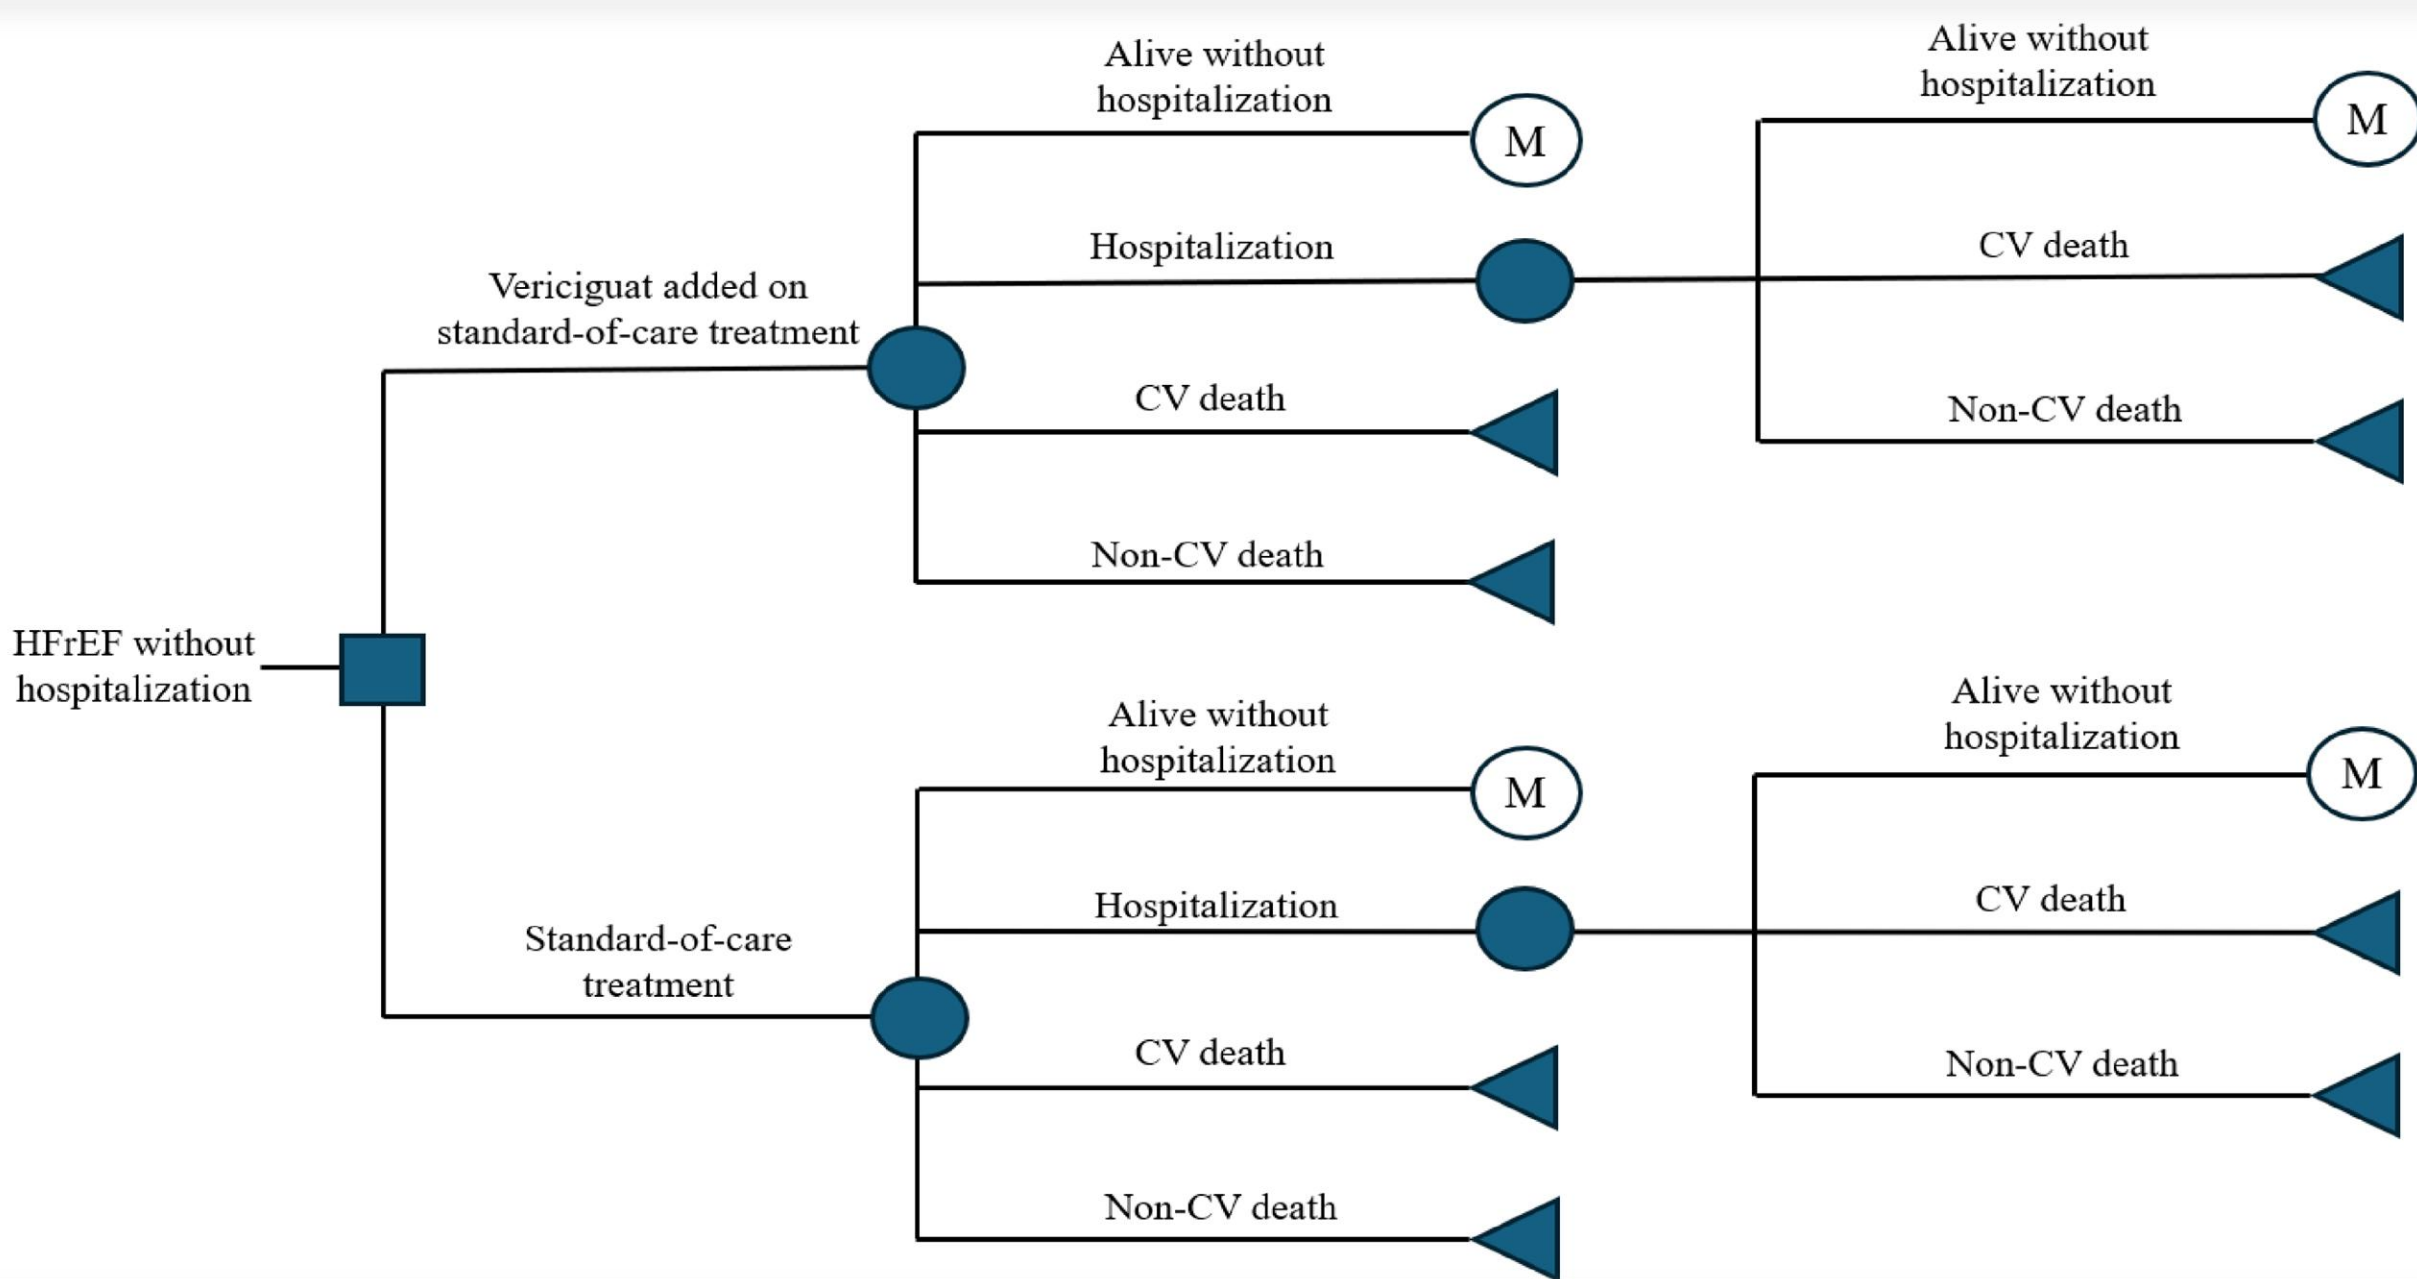 Alive without
hospitalization
M
Hospitalization
CV death
Non-CV death
Alive without
hospitalization
M
CV death
Non-CV death
Vericiguat added on
standard-of-care treatment
HFrEF without
hospitalization
Standard-of-care
treatment
Alive without
hospitalization
M
Hospitalization
CV death
Non-CV death
Alive without
hospitalization
M
CV death
Non-CV death